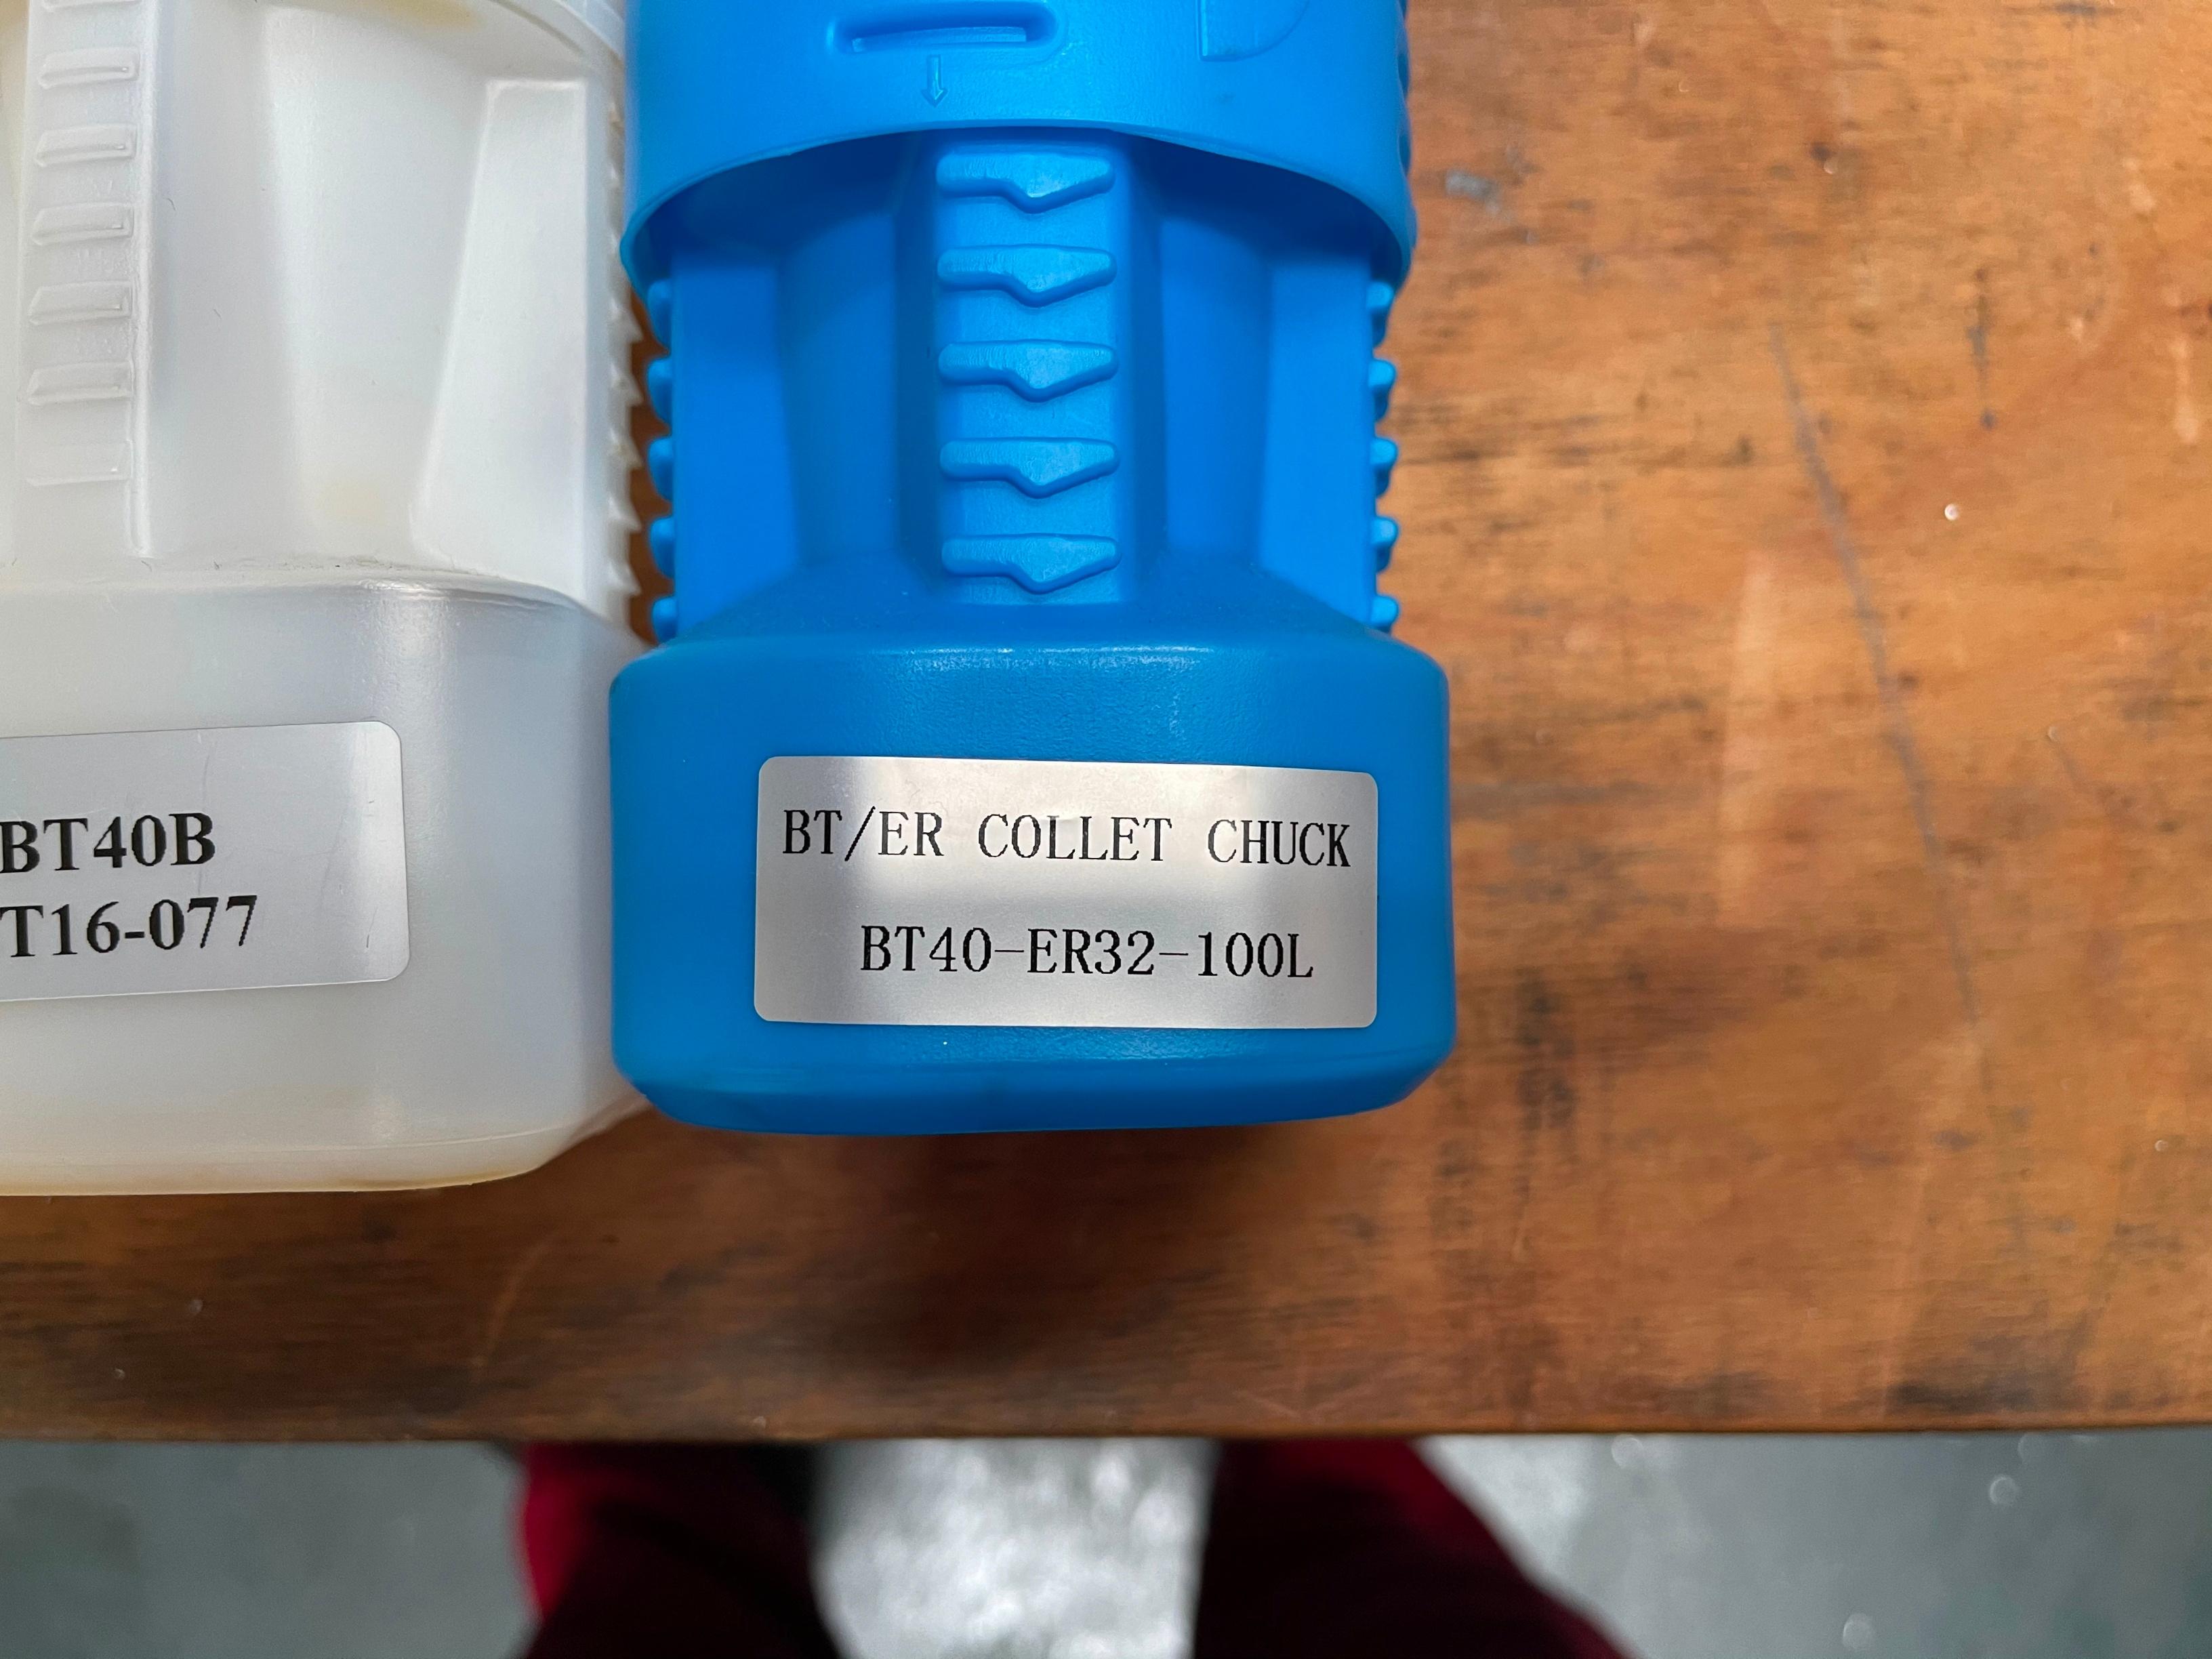 BT40B
T16-077
BT/ER COLLET CHUCK
BT40-ER32-100L